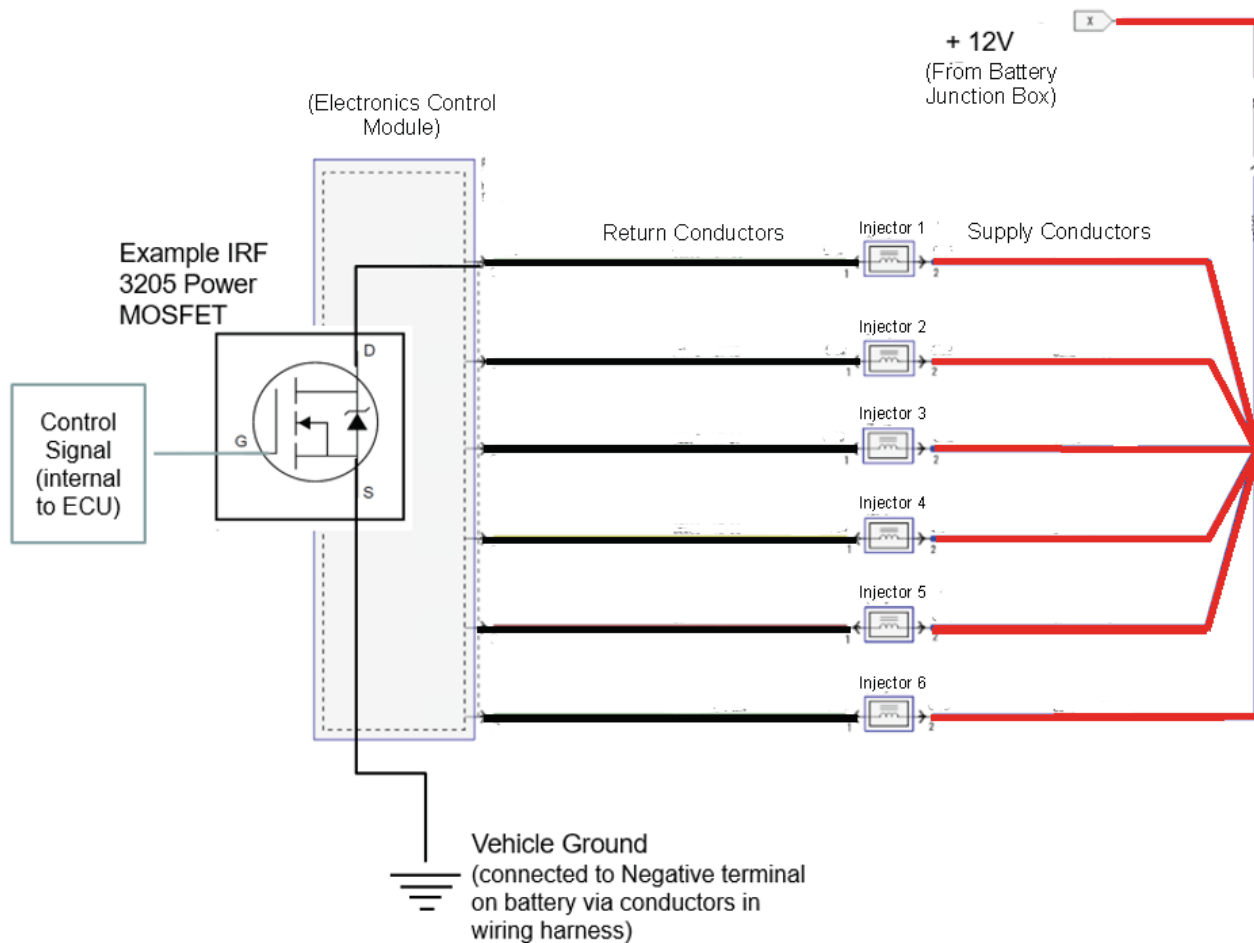 X
+ 12V
(From Battery
Junction Box)
(Electronics Control
Module)
Example IRF
3205 Power
MOSFET
Return Conductors
Injector 1
Supply Conductors
1
2
Injector 2
1
2
Injector 3
1
2
Injector 4
1
2
Injector 5
1
2
Injector 6
1
2
D
G
S
Control
Signal
(internal
to ECU)
Vehicle Ground
(connected to Negative terminal
on battery via conductors in
wiring harness)